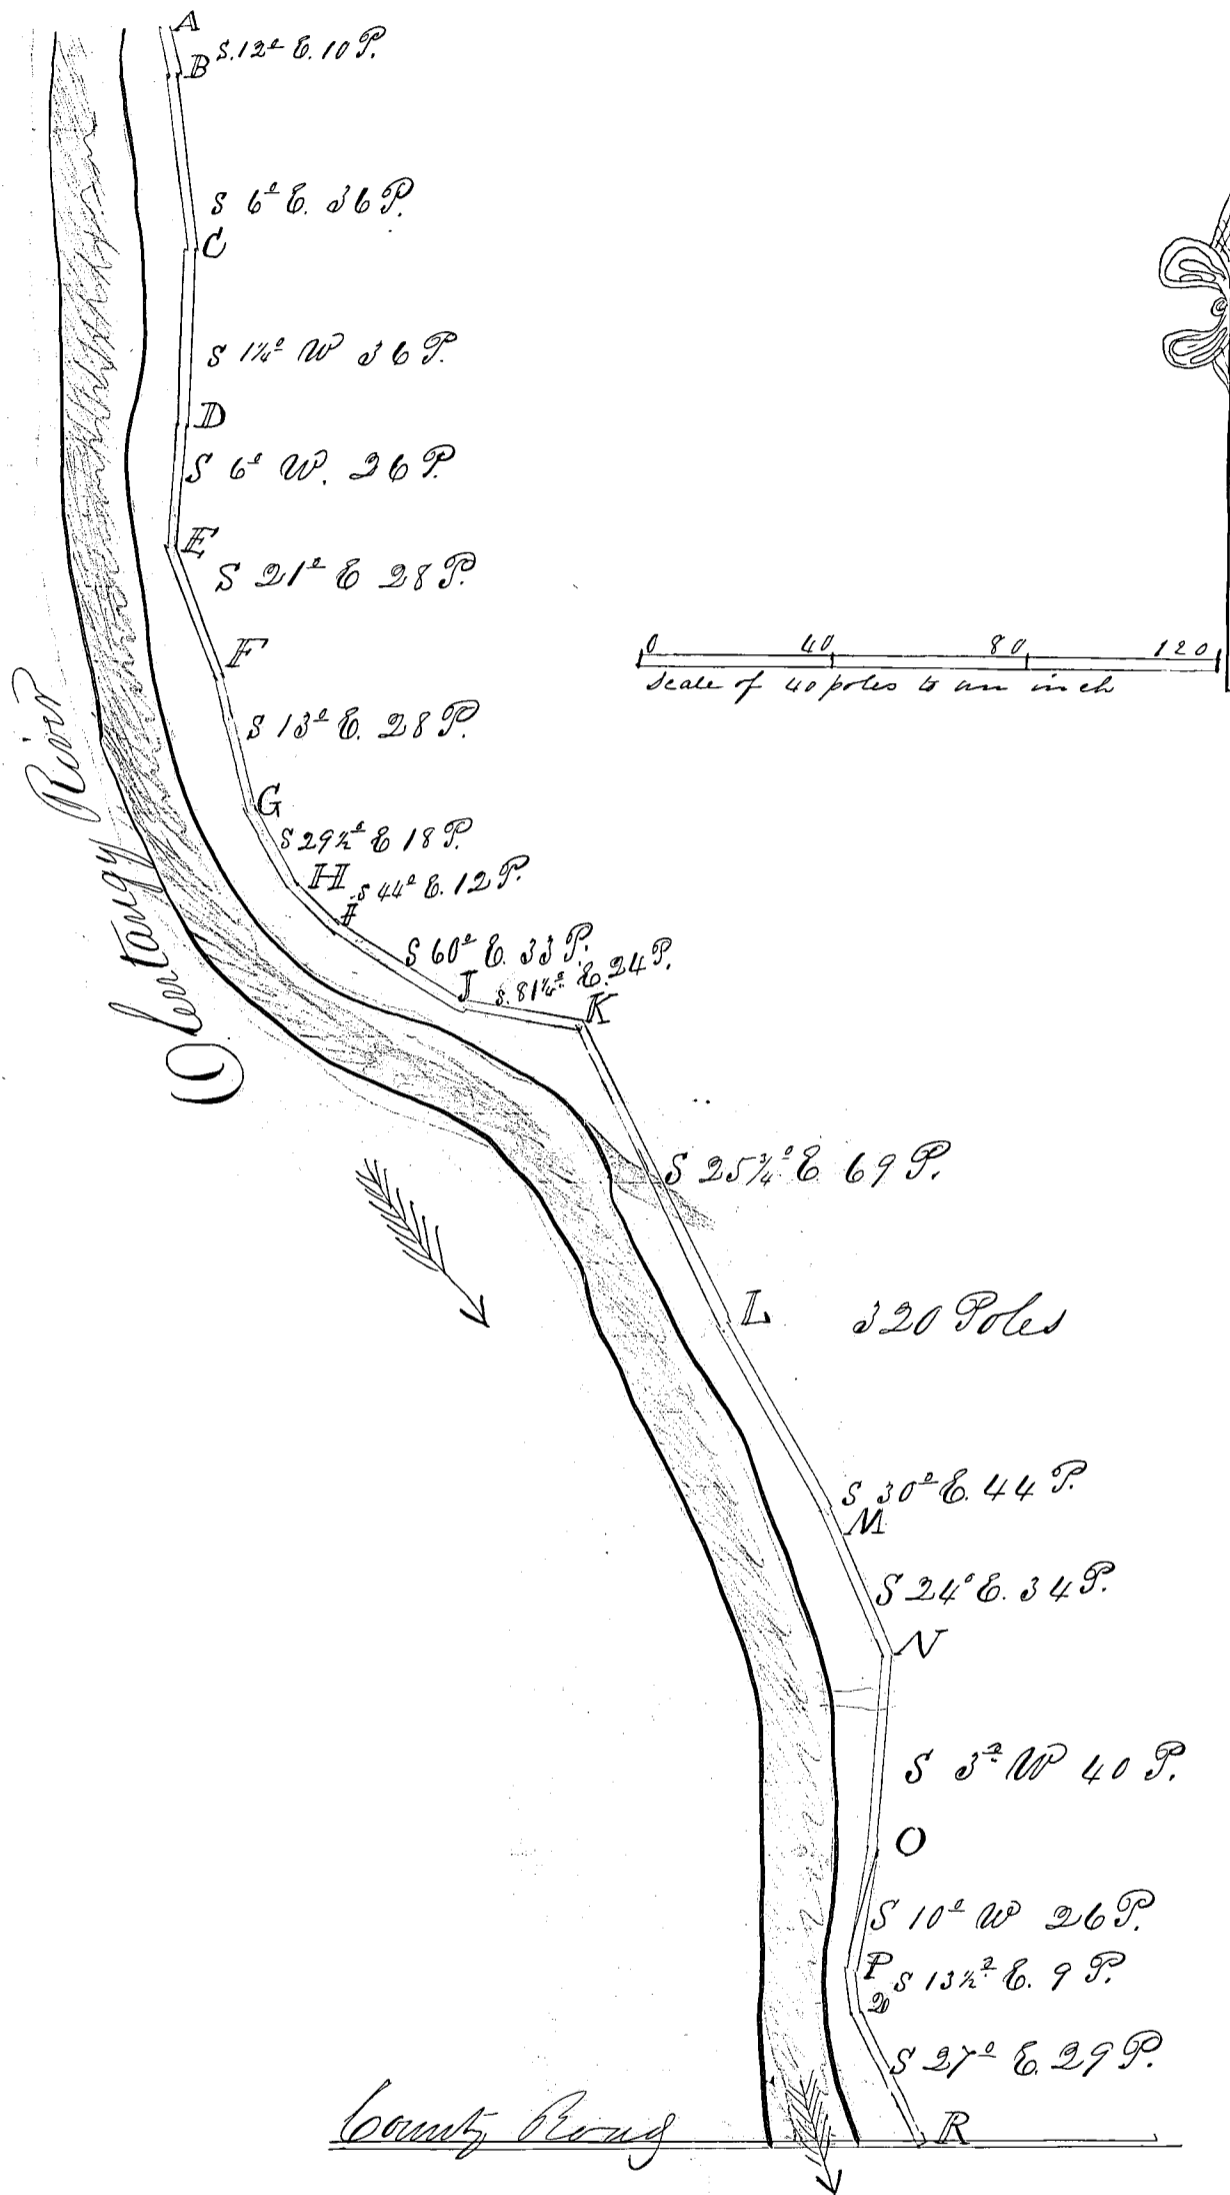 A
S. 12° E. 10 P.
B
S 6° E. 36 P.
C
S 1¼° W 36 P.
D
S 6° W. 26 P.
E
S 21° E 28 P.
F
0 40 80 120
Scale of 40 poles to an inch
S 13° E. 28 P.
G
S 29½° E 18 P.
H
S 44° E. 12 P.
I
S 60° E. 33 P.
J
S. 81¼° E. 24 P.
K
Olentangy River
S 25¾° E 69 P.
L
320 Poles
S 30° E. 44 P.
M
S 24° E. 34 P.
N
S 3° W 40 P.
O
S 10° W 26 P.
P
S 13½° E. 9 P.
Q
S 27° E. 29 P.
County Road
R